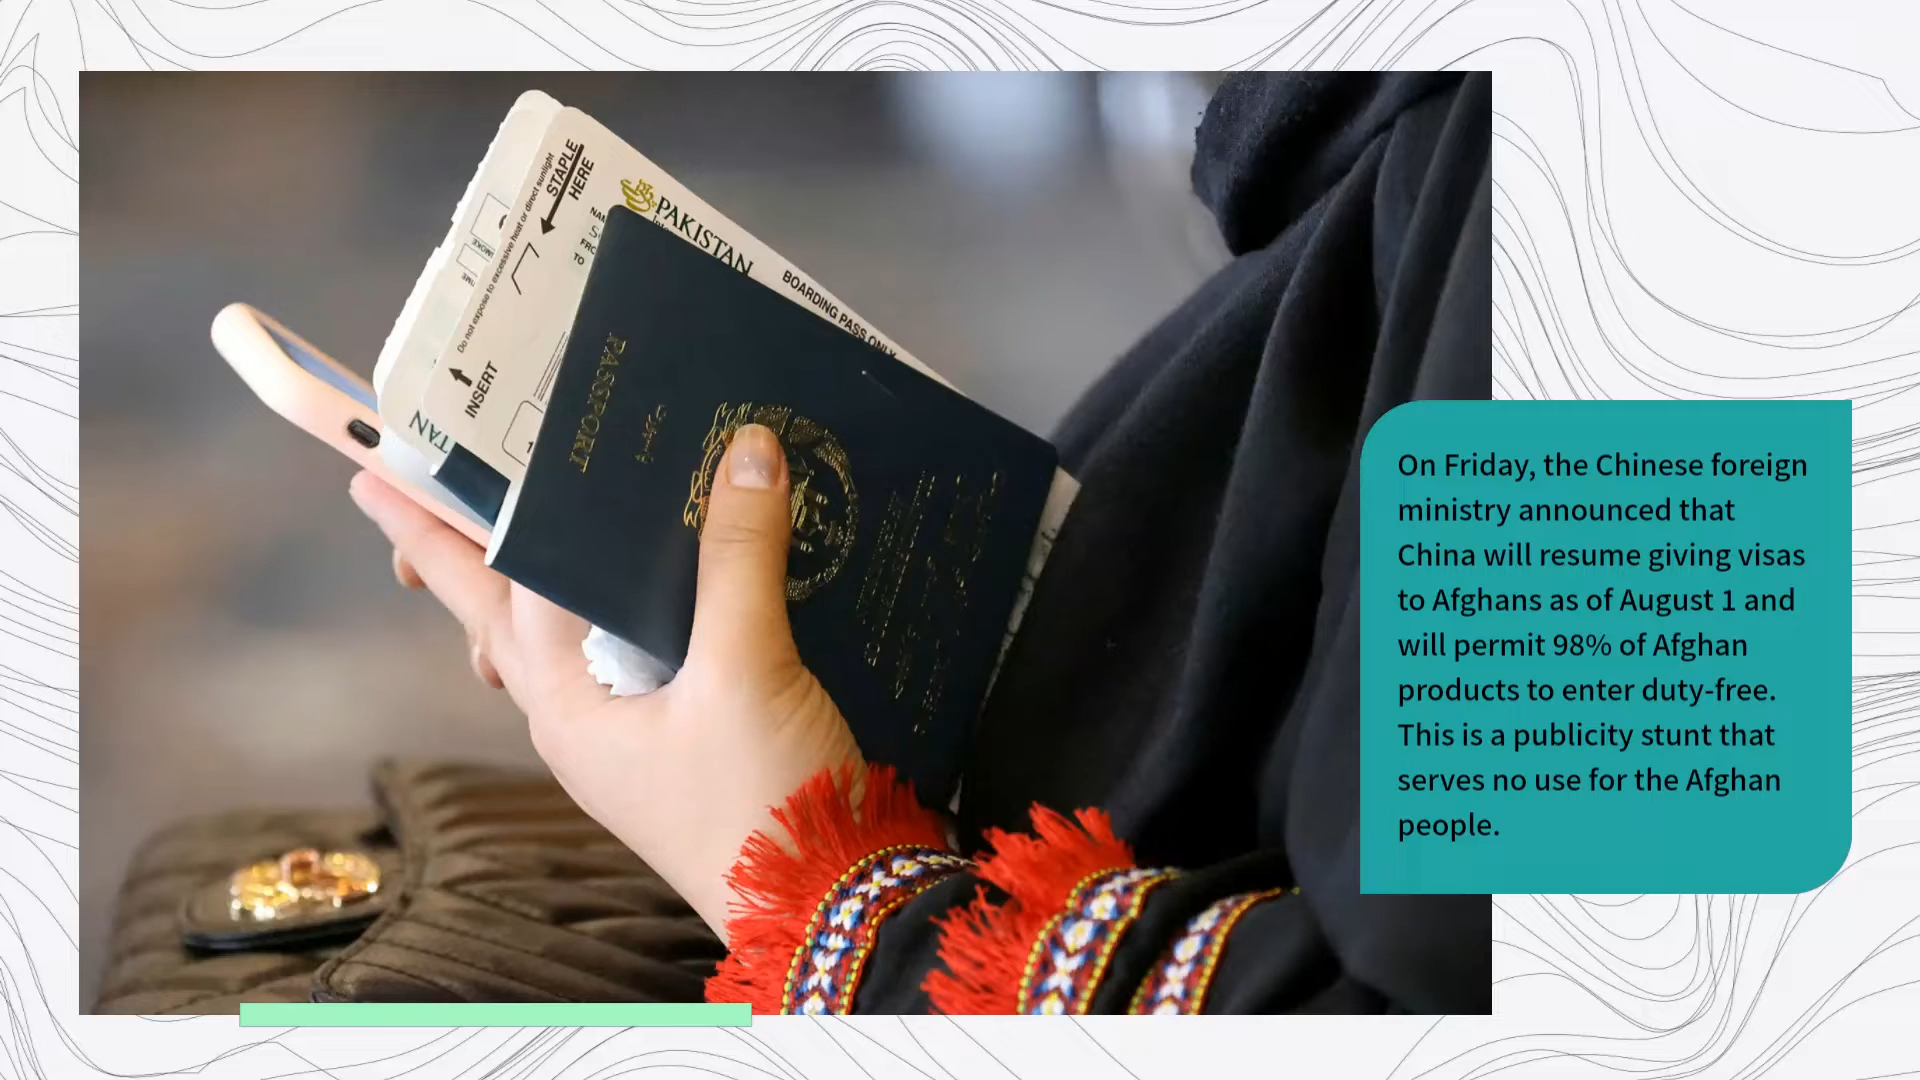 STAPLE
HERE
Do not expose to excessive heat or direct sunlight
INSERT
TO
PAKISTAN
BOARDING PASS ONLY
PASSPORT
On Friday, the Chinese foreign
ministry announced that
China will resume giving visas
to Afghans as of August 1 and
will permit 98% of Afghan
products to enter duty-free.
This is a publicity stunt that
serves no use for the Afghan
people.